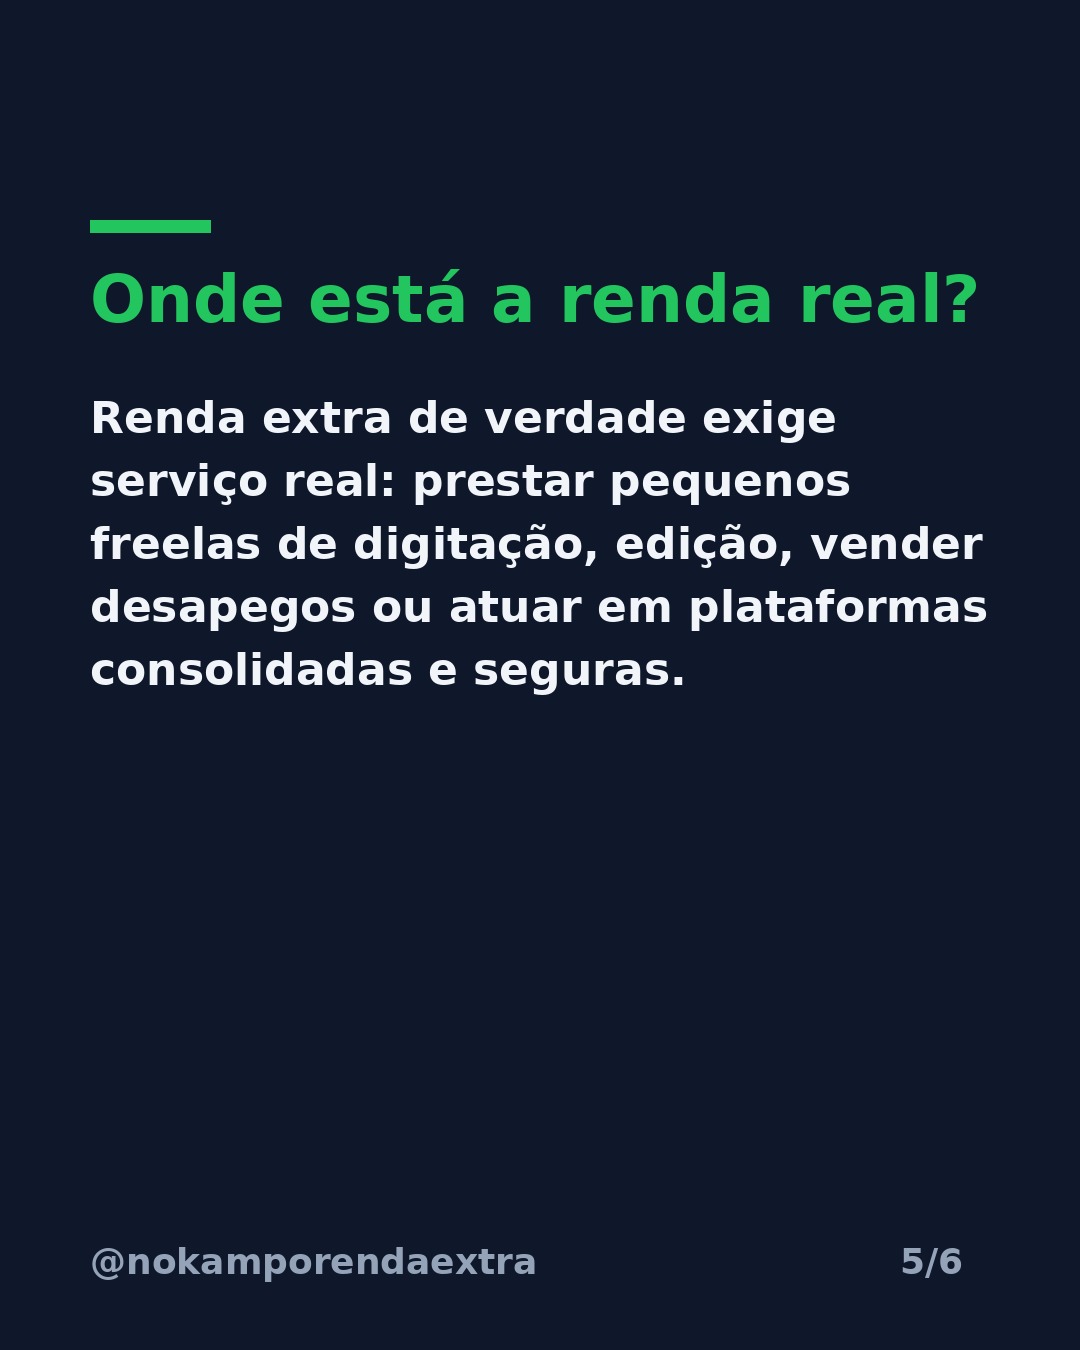 Onde está a renda real?
Renda extra de verdade exige
serviço real: prestar pequenos
freelas de digitação, edição, vender
desapegos ou atuar em plataformas
consolidadas e seguras.
@nokamporendaextra
5/6